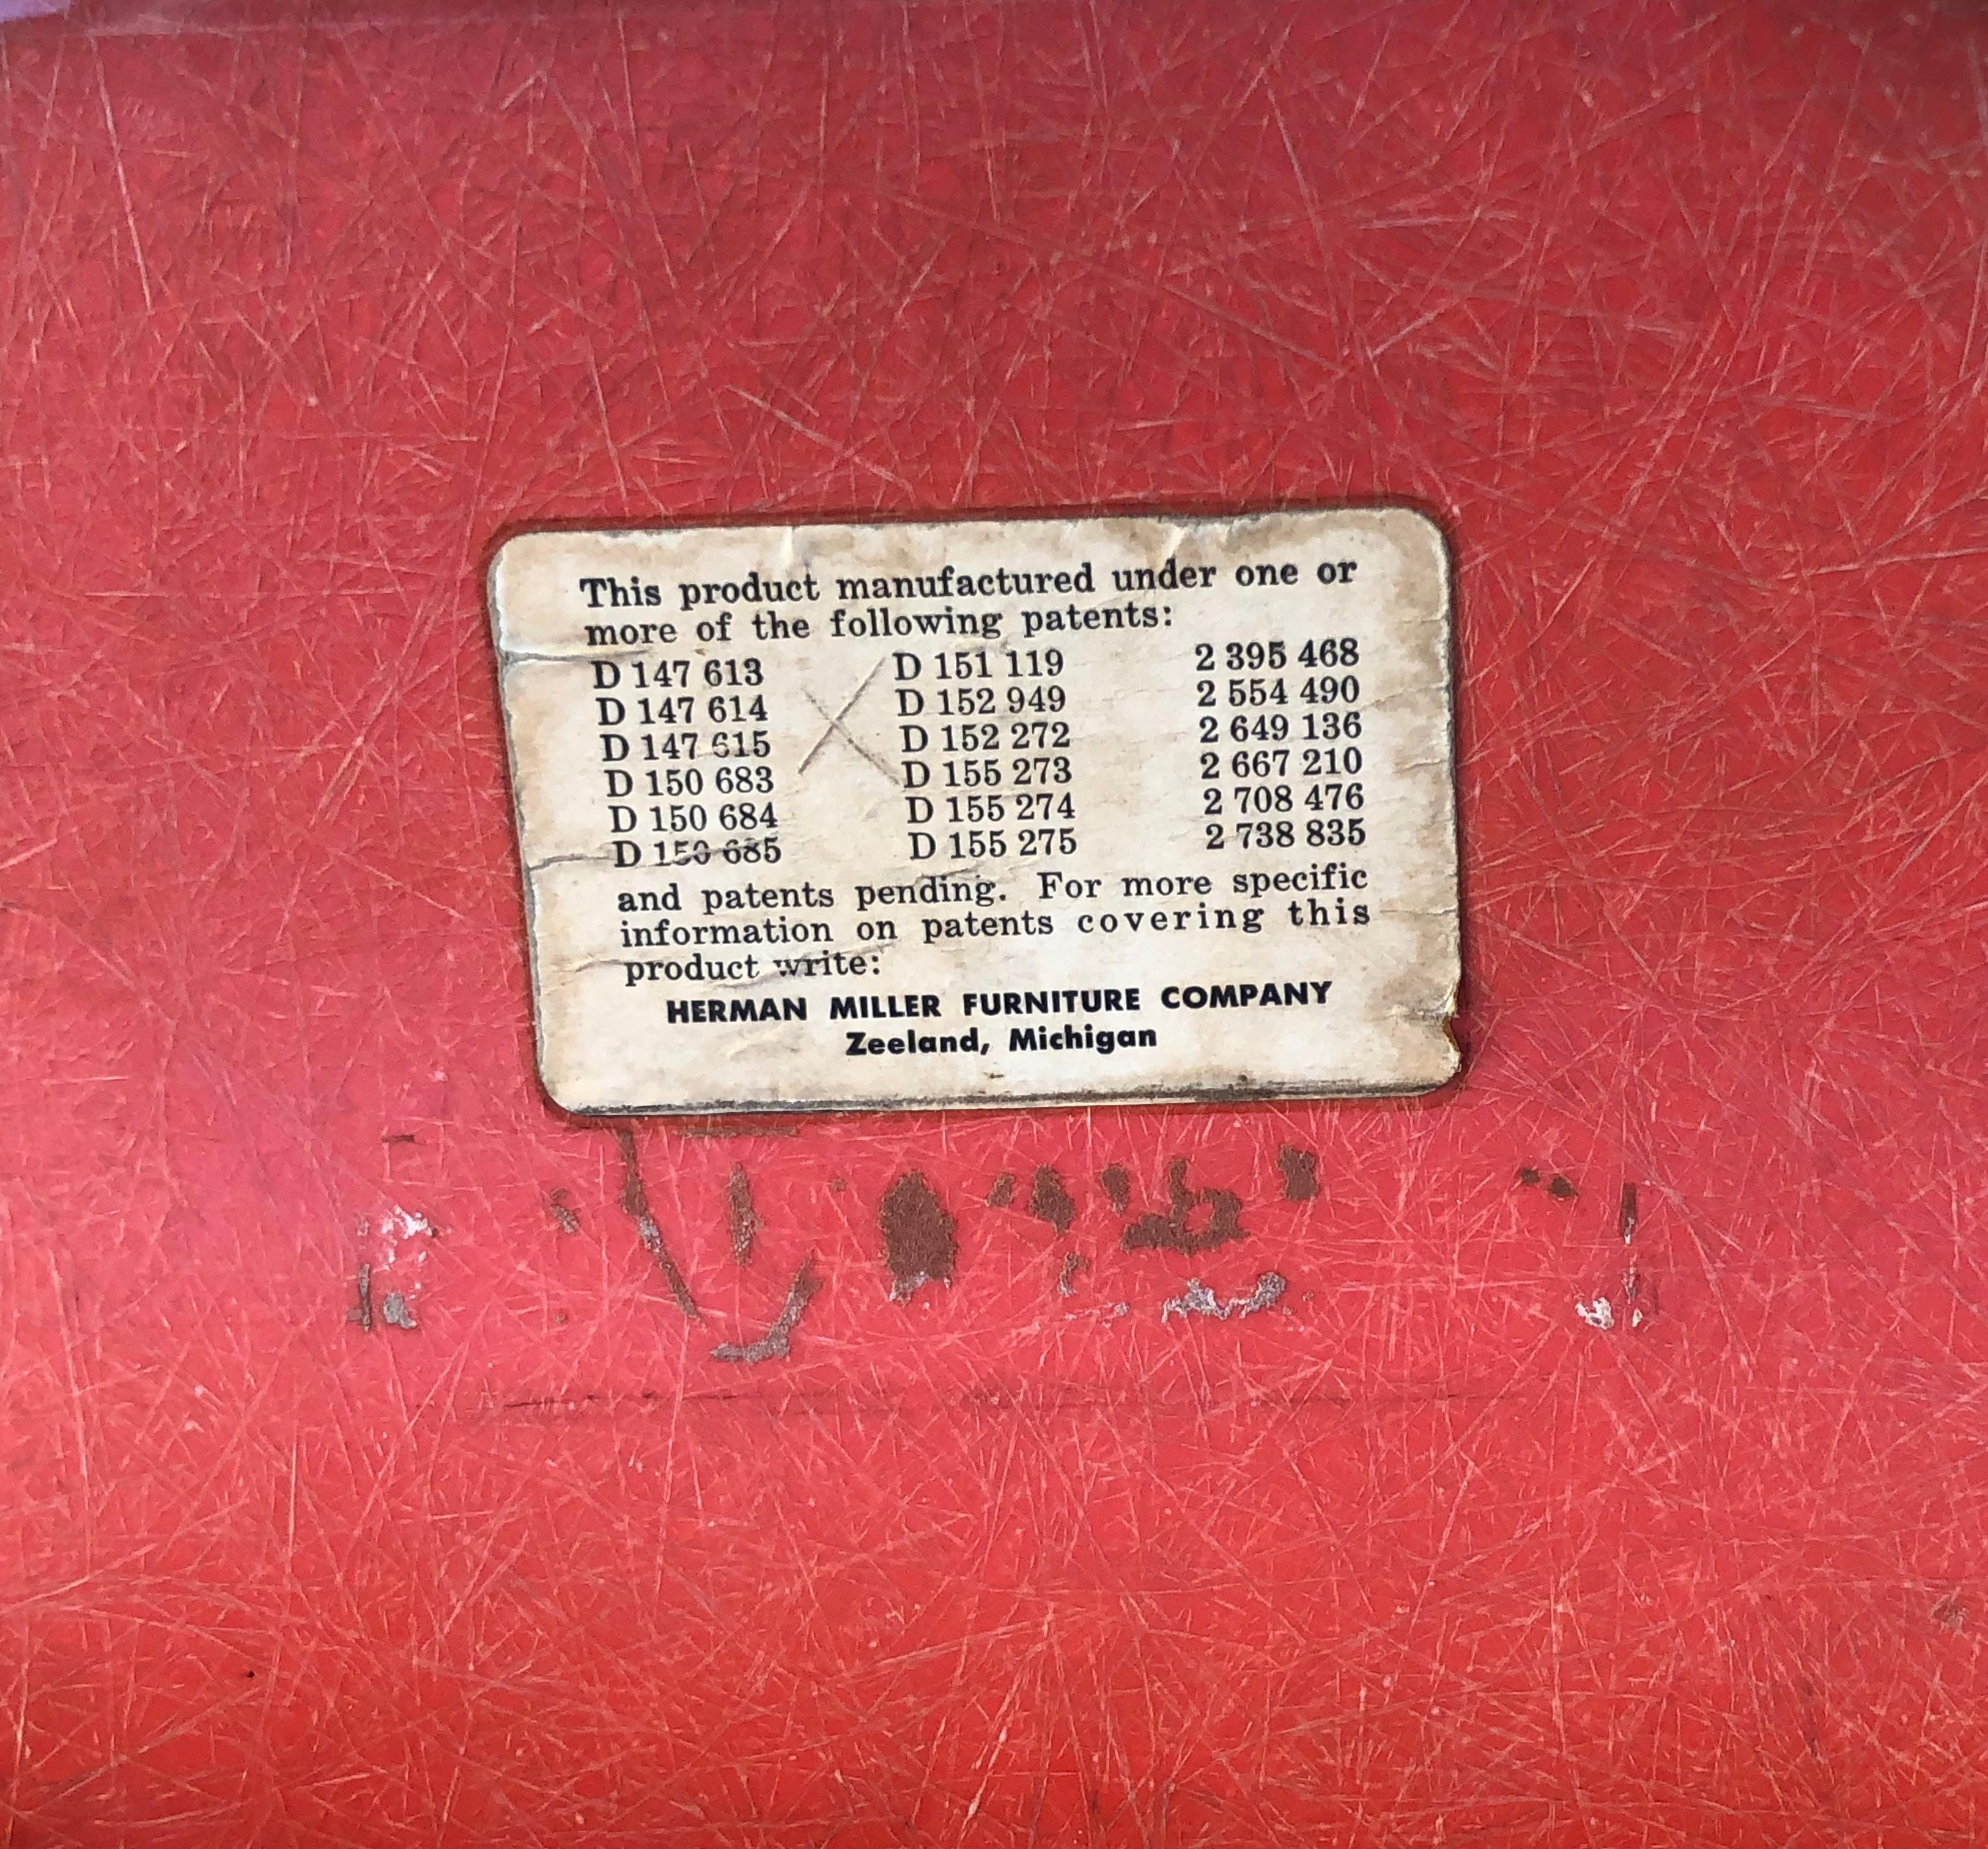 This product manufactured under one or
more of the following patents:
D 147 613 D 151 119 2 395 468
D 147 614 D 152 949 2 554 490
D 147 615 D 152 272 2 649 136
D 150 683 D 155 273 2 667 210
D 150 684 D 155 274 2 708 476
D 150 685 D 155 275 2 738 835
and patents pending. For more specific
information on patents covering this
product write:
HERMAN MILLER FURNITURE COMPANY
Zeeland, Michigan